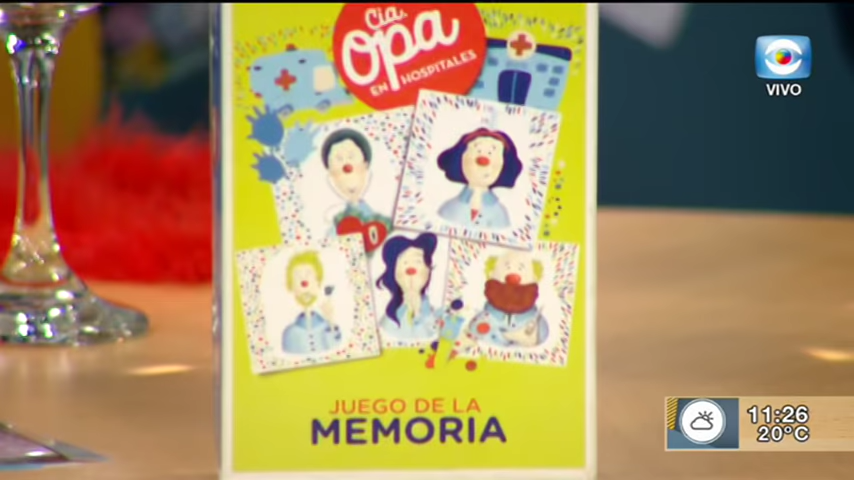 Cia.
Opa
EN HOSPITALES
VIVO
JUEGO DE LA
MEMORIA
11:26
20°C